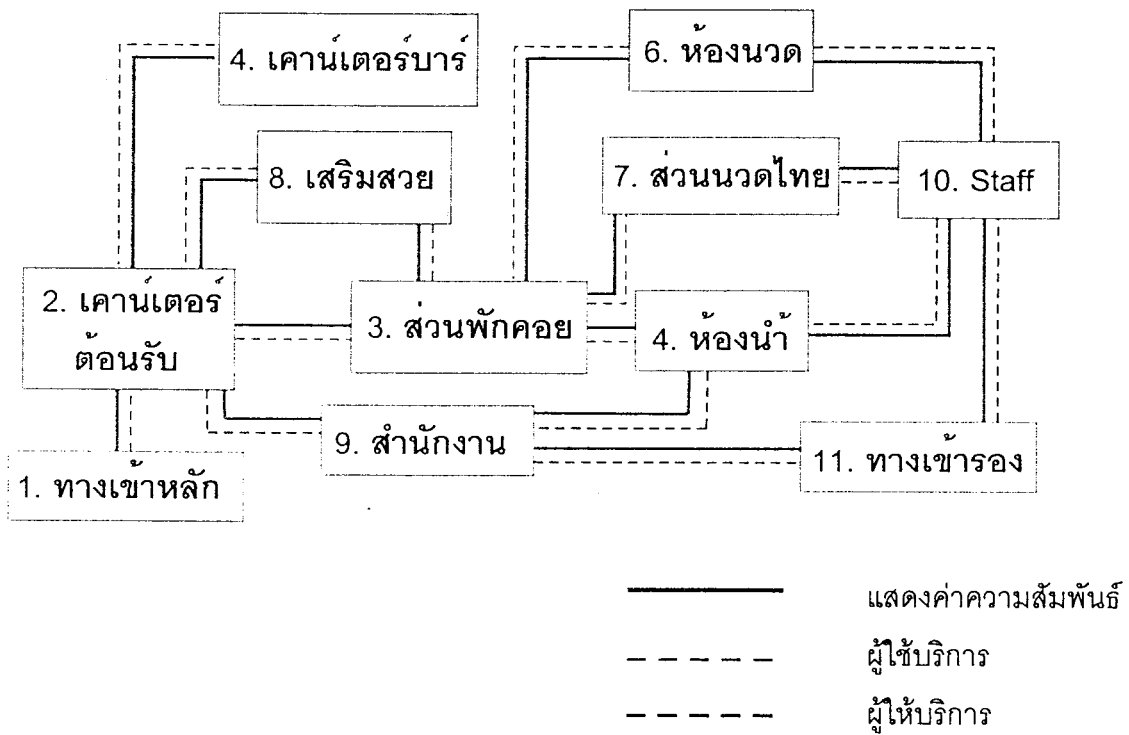 4. เคาน์เตอร์บาร์
6. ห้องนวด
8. เสริมสวย
7. ส่วนนวดไทย
10. Staff
2. เคาน์เตอร์
ต้อนรับ
3. ส่วนพักคอย
4. ห้องน้ำ
9. สำนักงาน
11. ทางเข้ารอง
1. ทางเข้าหลัก
แสดงค่าความสัมพันธ์
ผู้ใช้บริการ
ผู้ให้บริการ